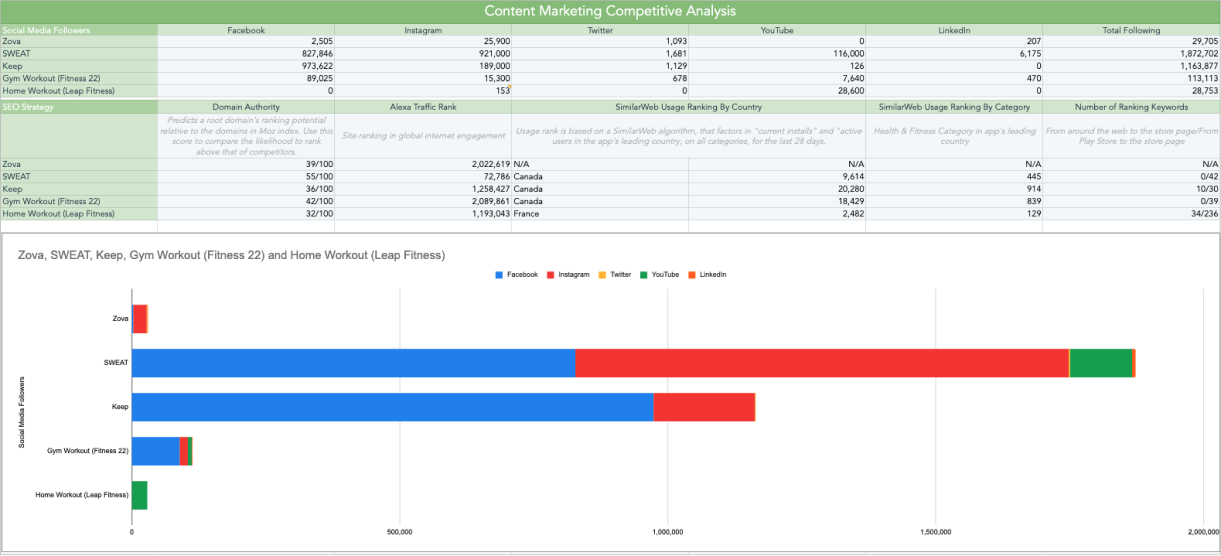 Content Marketing Competitive Analysis
Social Media Followers Facebook Instagram Twitter YouTube LinkedIn Total Following
Zova 2,505 25,900 1,093 0 207 29,705
SWEAT 827,846 921,000 1,681 116,000 6,175 1,872,702
Keep 973,622 189,000 1,129 126 0 1,163,877
Gym Workout (Fitness 22) 89,025 15,300 678 7,640 470 113,113
Home Workout (Leap Fitness) 0 153 0 28,600 0 28,753
SEO Strategy Domain Authority Alexa Traffic Rank SimilarWeb Usage Ranking By Country SimilarWeb Usage Ranking By Category Number of Ranking Keywords
Predicts a root domain's ranking potential
relative to the domains in Moz index. Use this
score to compare the likelihood to rank
above that of competitors.
Site ranking in global internet engagement
Usage rank is based on a SimilarWeb algorithm, that factors in "current installs" and "active
users in the app's leading country, on all categories, for the last 28 days.
Health & Fitness Category in app's leading
country
From around the web to the store page/From
Play Store to the store page
Zova 39/100 2,022,619 N/A N/A N/A N/A
SWEAT 55/100 72,786 Canada 9,614 445 0/42
Keep 36/100 1,258,427 Canada 20,280 914 10/30
Gym Workout (Fitness 22) 42/100 2,089,861 Canada 18,429 839 0/39
Home Workout (Leap Fitness) 32/100 1,193,043 France 2,482 129 34/236
Zova, SWEAT, Keep, Gym Workout (Fitness 22) and Home Workout (Leap Fitness)
Facebook Instagram Twitter YouTube LinkedIn
Social Media Followers
Zova
SWEAT
Keep
Gym Workout (Fitness 22)
Home Workout (Leap Fitness)
0 500,000 1,000,000 1,500,000 2,000,000